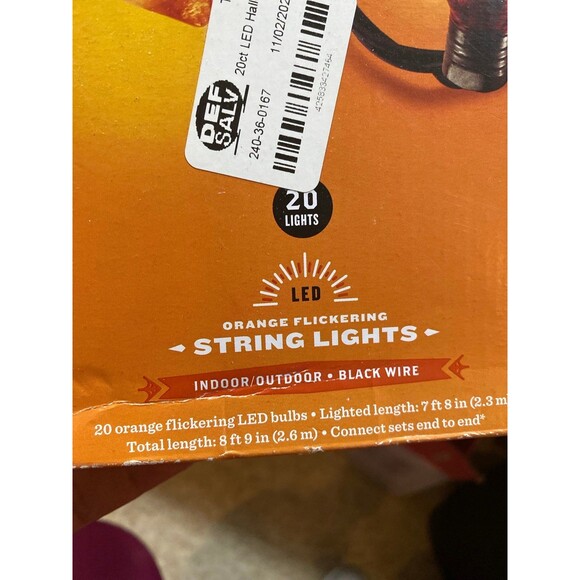 T
20ct LED Hall
11/02/202
DEF
SALV
240-36-0167
405893427464
20
LIGHTS
LED
ORANGE FLICKERING
STRING LIGHTS
INDOOR/OUTDOOR • BLACK WIRE
20 orange flickering LED bulbs • Lighted length: 7 ft 8 in (2.3 m
Total length: 8 ft 9 in (2.6 m) • Connect sets end to end*